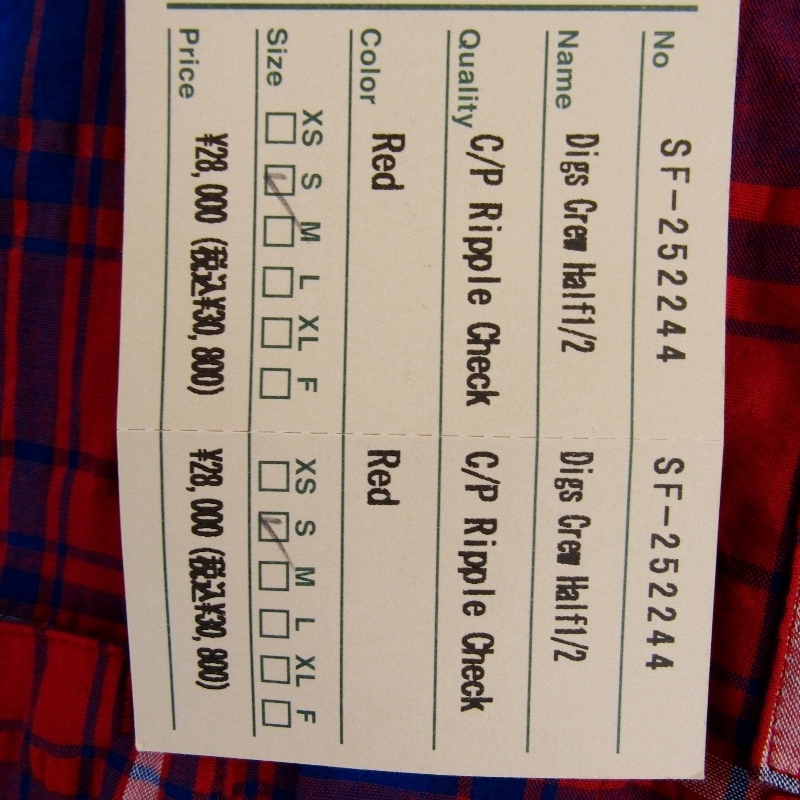 No SF-252244 SF-252244
Name Digs Crew Half1/2 Digs Crew Half1/2
Quality C/P Ripple Check C/P Ripple Check
Color Red Red
Size XS S M L XL F XS S M L XL F
Price ¥28,000 (税込¥30,800) ¥28,000 (税込¥30,800)